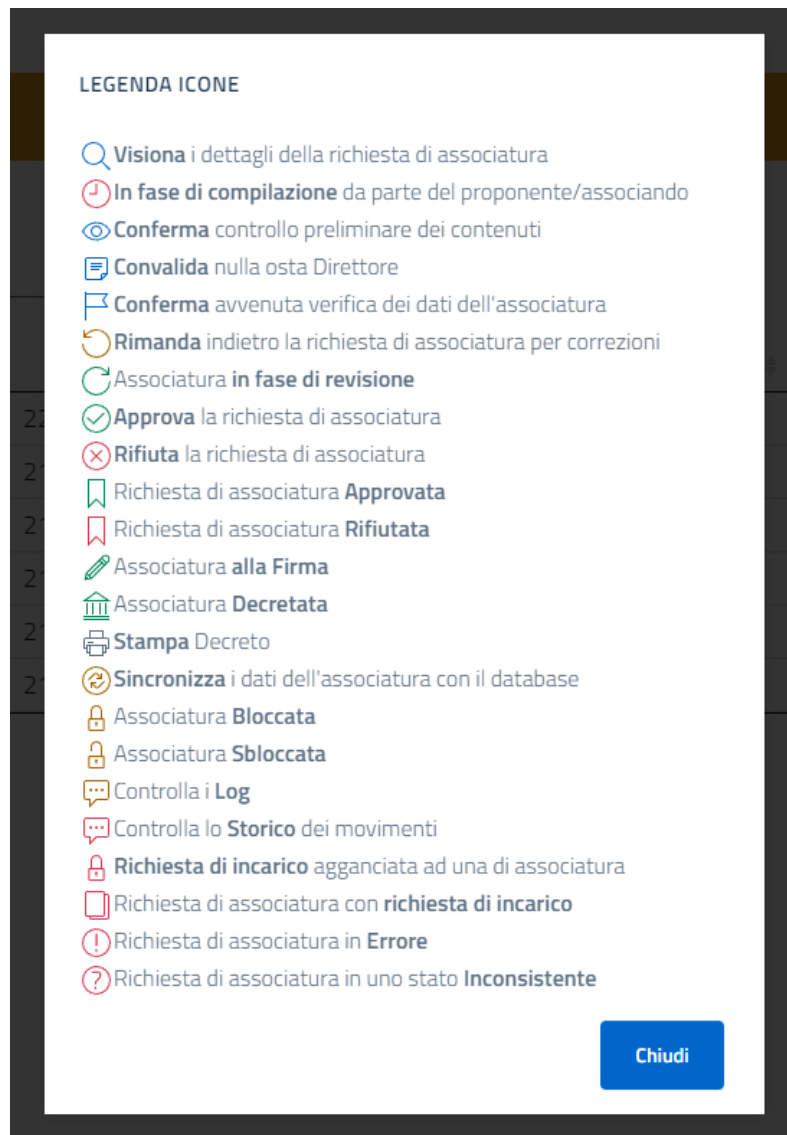 LEGENDA ICONE
Visiona i dettagli della richiesta di associatura
In fase di compilazione da parte del proponente/associando
Conferma controllo preliminare dei contenuti
Convalida nulla osta Direttore
Conferma avvenuta verifica dei dati dell'associatura
Rimanda indietro la richiesta di associatura per correzioni
Associatura in fase di revisione
Approva la richiesta di associatura
Rifiuta la richiesta di associatura
Richiesta di associatura Approvata
Richiesta di associatura Rifiutata
Associatura alla Firma
Associatura Decretata
Stampa Decreto
Sincronizza i dati dell'associatura con il database
Associatura Bloccata
Associatura Sbloccata
Controlla i Log
Controlla lo Storico dei movimenti
Richiesta di incarico agganciata ad una di associatura
Richiesta di associatura con richiesta di incarico
Richiesta di associatura in Errore
Richiesta di associatura in uno stato Inconsistente
Chiudi